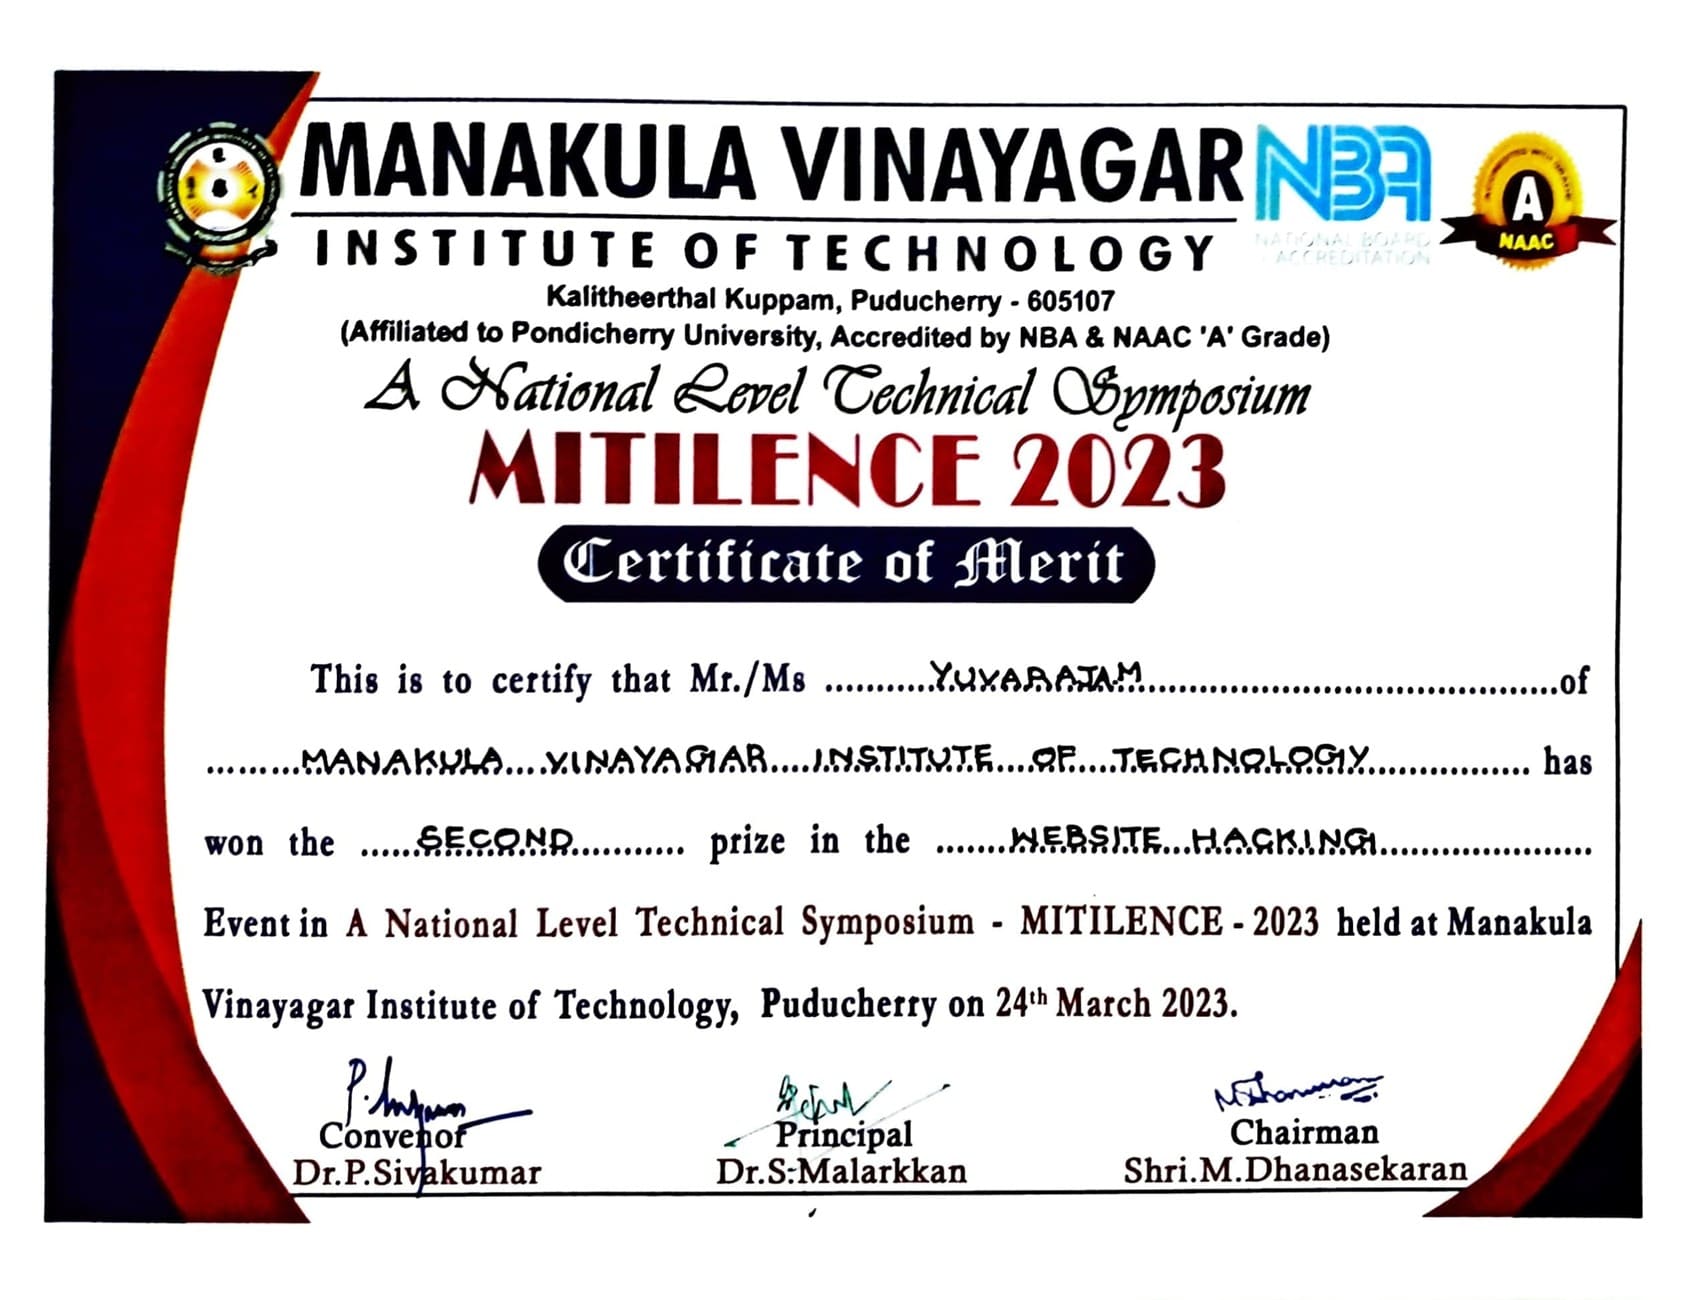 MANAKULA VINAYAGAR
INSTITUTE OF TECHNOLOGY
NBA
NATIONAL BOARD
ACCREDITATION
A
NAAC
Kalitheerthal Kuppam, Puducherry - 605107
(Affiliated to Pondicherry University, Accredited by NBA & NAAC 'A' Grade)
A National Level Technical Symposium
MITILENCE 2023
Certificate of Merit
This is to certify that Mr./Ms ...........YUVARAJAM........................................of
.........MANAKULA....VINAYAGAR....INSTITUTE....OF....TECHNOLOGY................ has
won the ......SECOND........... prize in the .......WEBSITE...HACKING.....................
Event in A National Level Technical Symposium - MITILENCE - 2023 held at Manakula
Vinayagar Institute of Technology, Puducherry on 24th March 2023.
Convenor
Dr.P.Sivakumar
Principal
Dr.S.Malarkkan
Chairman
Shri.M.Dhanasekaran